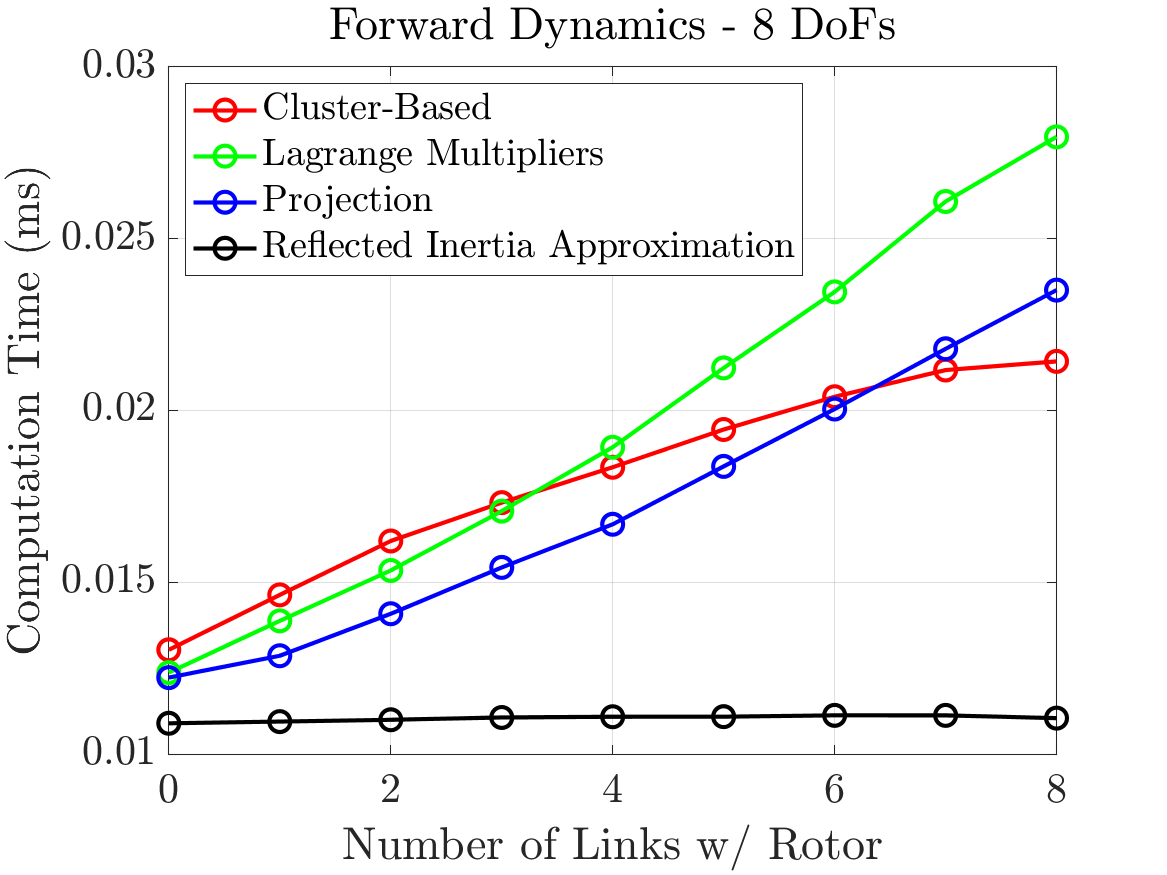 Forward Dynamics - 8 DoFs
Computation Time (ms)
0.03
0.025
0.02
0.015
0.01
Cluster-Based
Lagrange Multipliers
Projection
Reflected Inertia Approximation
0 2 4 6 8
Number of Links w/ Rotor